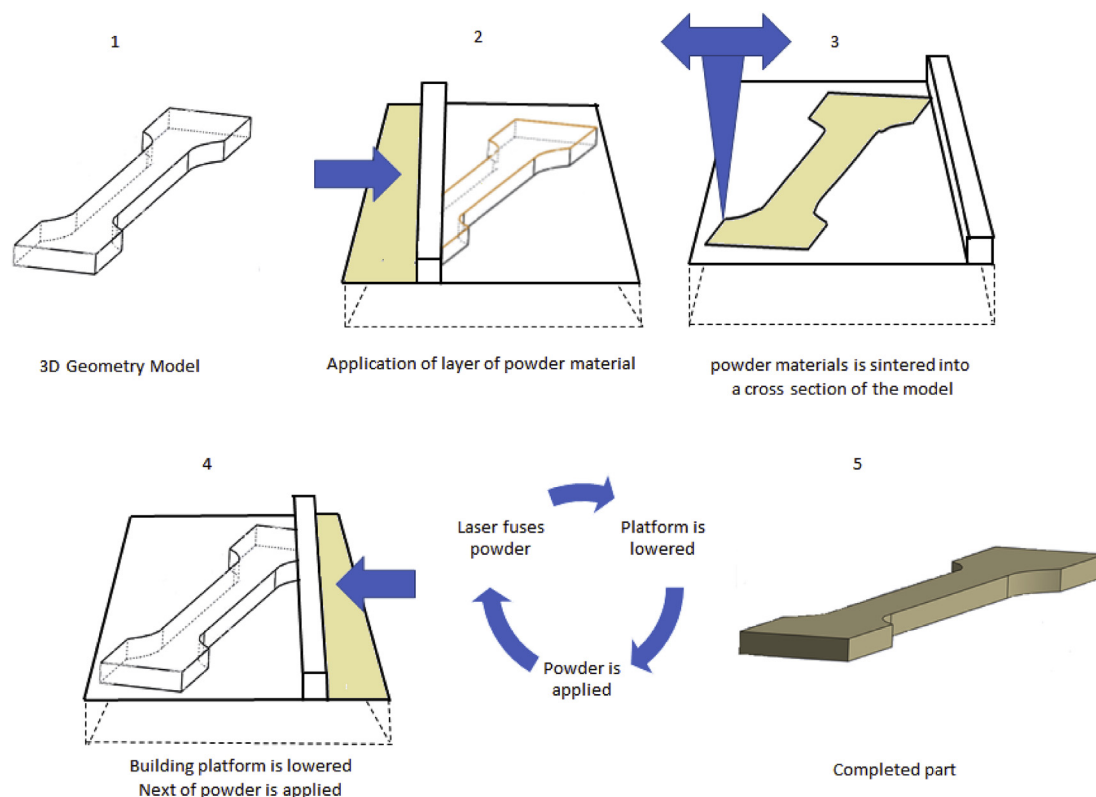 1
2
3
3D Geometry Model
Application of layer of powder material
powder materials is sintered into
a cross section of the model
4
5
Laser fuses
powder
Platform is
lowered
Powder is
applied
Building platform is lowered
Next of powder is applied
Completed part